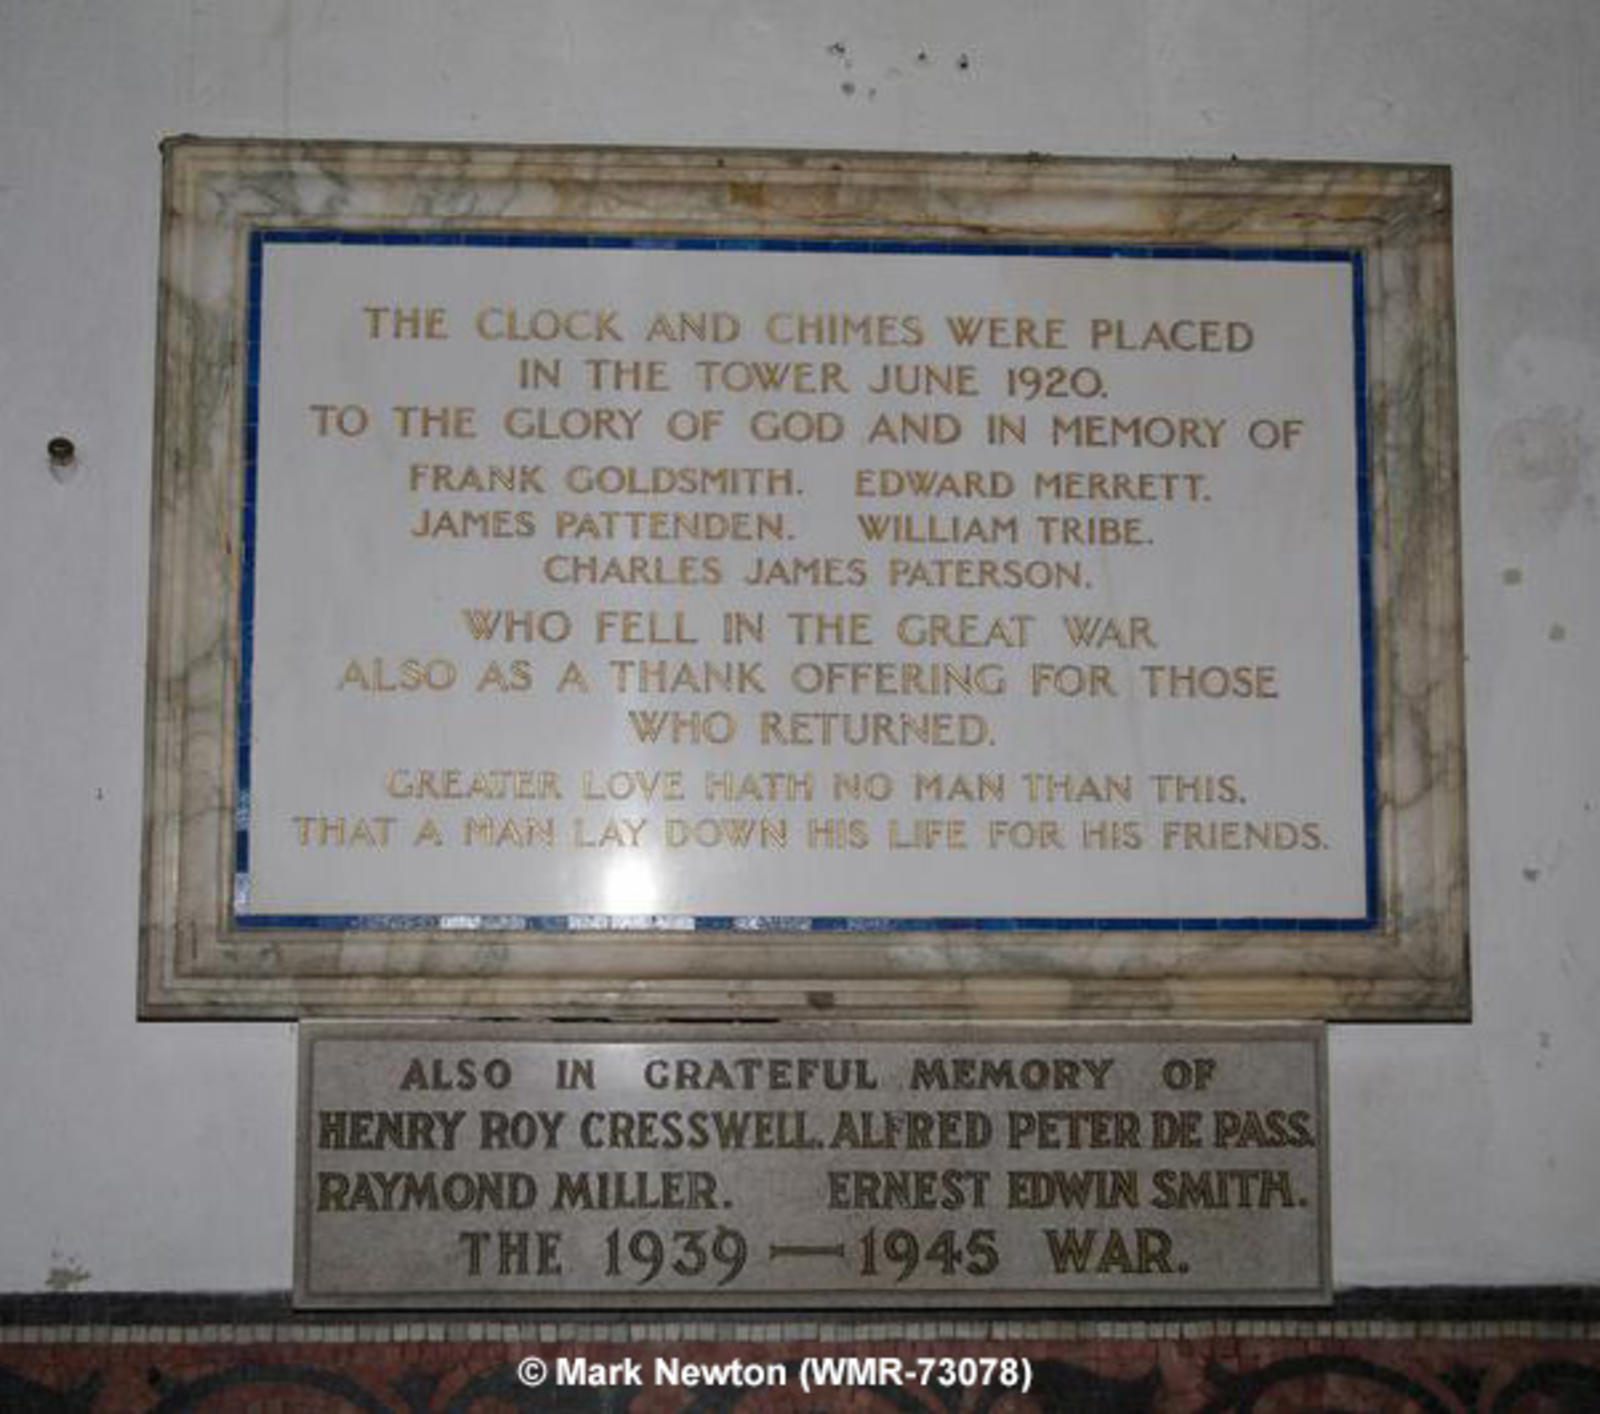 THE CLOCK AND CHIMES WERE PLACED
IN THE TOWER JUNE 1920.
TO THE GLORY OF GOD AND IN MEMORY OF
FRANK GOLDSMITH. EDWARD MERRETT.
JAMES PATTENDEN. WILLIAM TRIBE.
CHARLES JAMES PATERSON.
WHO FELL IN THE GREAT WAR
ALSO AS A THANK OFFERING FOR THOSE
WHO RETURNED.
GREATER LOVE HATH NO MAN THAN THIS.
THAT A MAN LAY DOWN HIS LIFE FOR HIS FRIENDS.
ALSO IN GRATEFUL MEMORY OF
HENRY ROY CRESSWELL. ALFRED PETER DE PASS.
RAYMOND MILLER. ERNEST EDWIN SMITH.
THE 1939—1945 WAR.
© Mark Newton (WMR-73078)